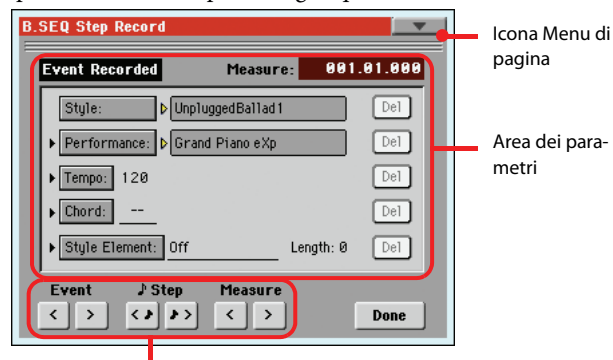 B.SEQ Step Record
Icona Menu di
pagina
Event Recorded Measure: 001.01.000
Style: UnpluggedBallad1 Del
Performance: Grand Piano eXp Del
Area dei para-
metri
Tempo: 120 Del
Chord: -- Del
Style Element: Off Length: 0 Del
Event ♪Step Measure
< > <♪ ♪> < > Done